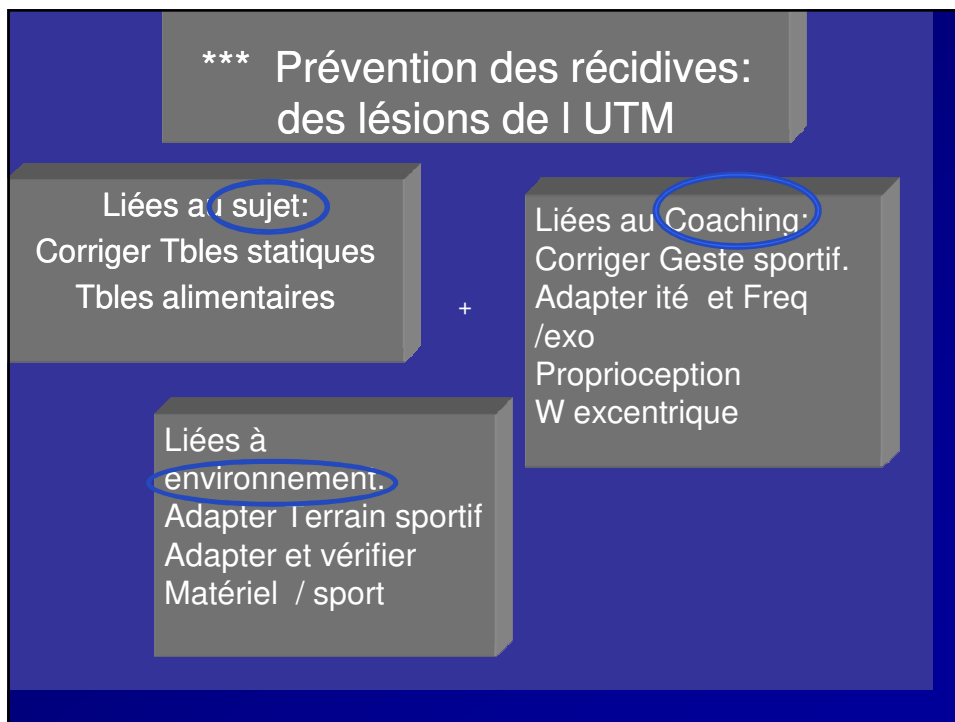 *** Prévention des récidives:
des lésions de l UTM
Liées au sujet:
Corriger Tbles statiques
Tbles alimentaires
+
Liées au Coaching:
Corriger Geste sportif.
Adapter ité et Freq
/exo
Proprioception
W excentrique
Liées à
environnement.
Adapter Terrain sportif
Adapter et vérifier
Matériel / sport